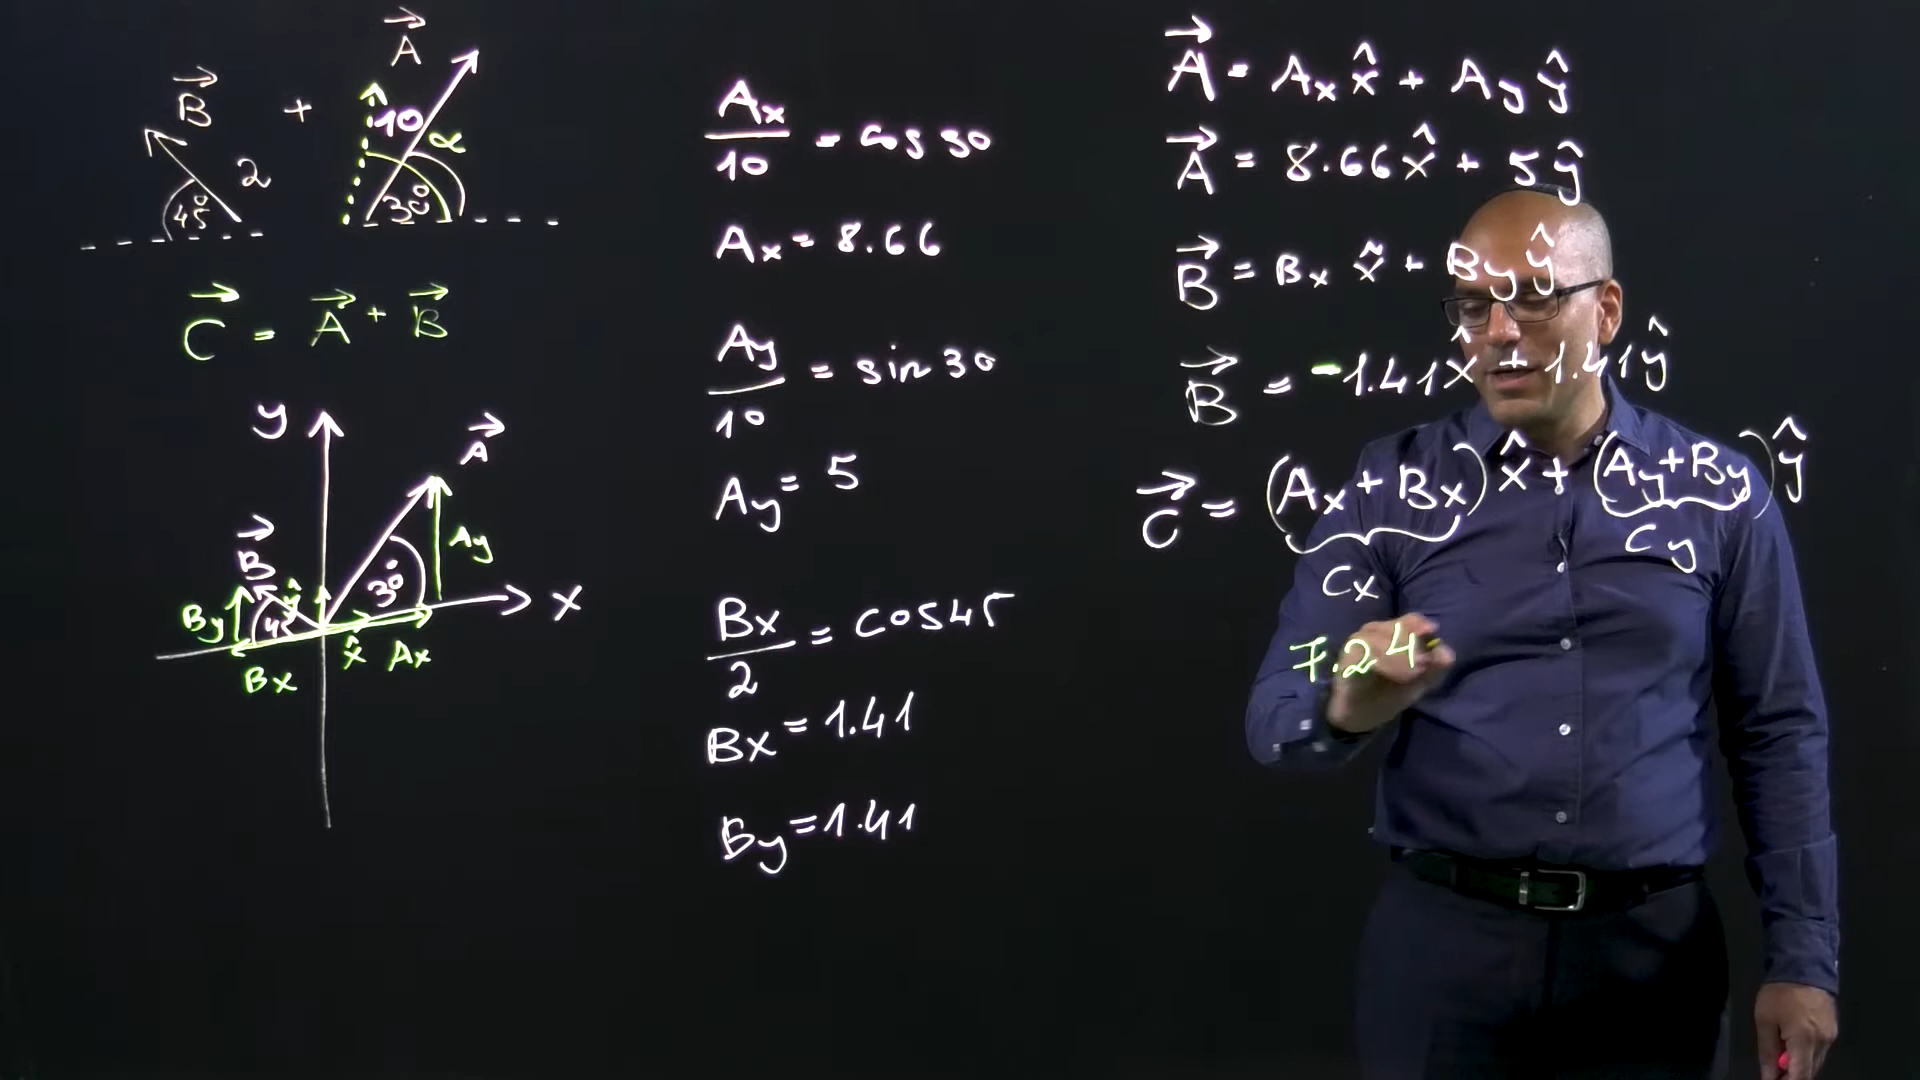 A⃗
B⃗ +
10 α
2
45° 30°
C⃗ = A⃗ + B⃗
y
A⃗
B⃗
Ay
30°
x
By ŷ 45
x̂ Ax
Bx
Ax/10 = cos 30
Ax = 8.66
Ay/10 = sin 30
Ay = 5
Bx/2 = cos 45
Bx = 1.41
By = 1.41
A⃗ = Ax x̂ + Ay ŷ
A⃗ = 8.66 x̂ + 5 ŷ
B⃗ = Bx x̂ + By ŷ
B⃗ = -1.41 x̂ + 1.41 ŷ
C⃗ = (Ax + Bx) x̂ + (Ay + By) ŷ
Cx Cy
7.24